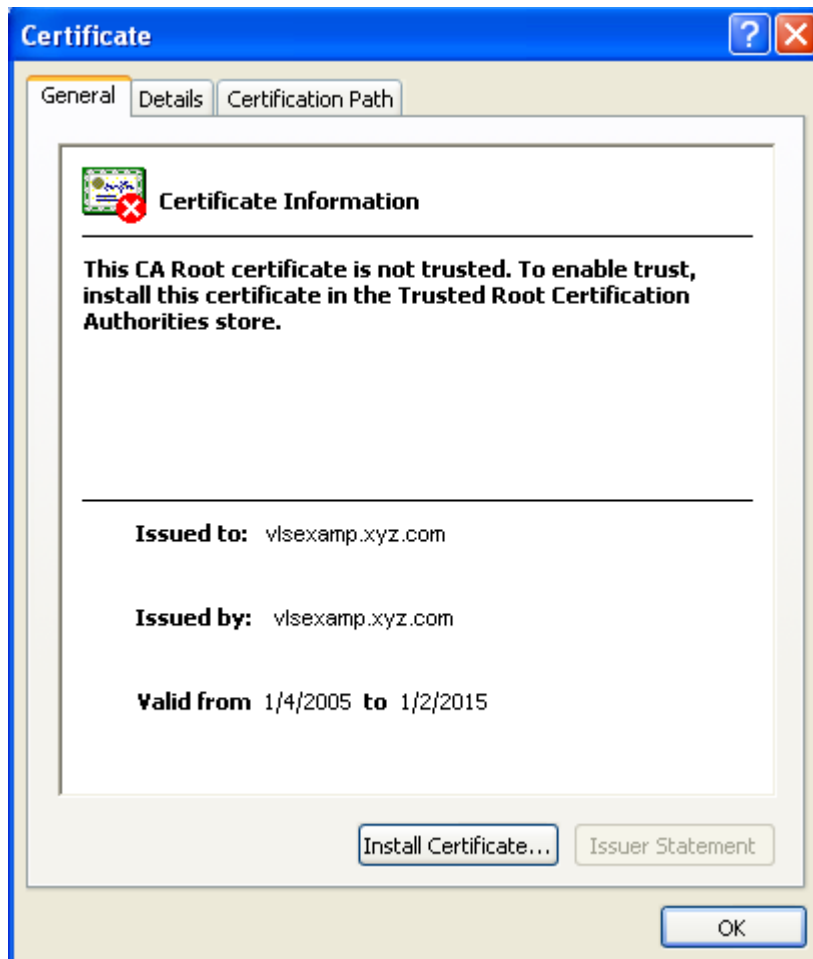 Certificate
General Details Certification Path
Certificate Information
This CA Root certificate is not trusted. To enable trust,
install this certificate in the Trusted Root Certification
Authorities store.
Issued to: vlsexamp.xyz.com
Issued by: vlsexamp.xyz.com
Valid from 1/4/2005 to 1/2/2015
Install Certificate... Issuer Statement
OK